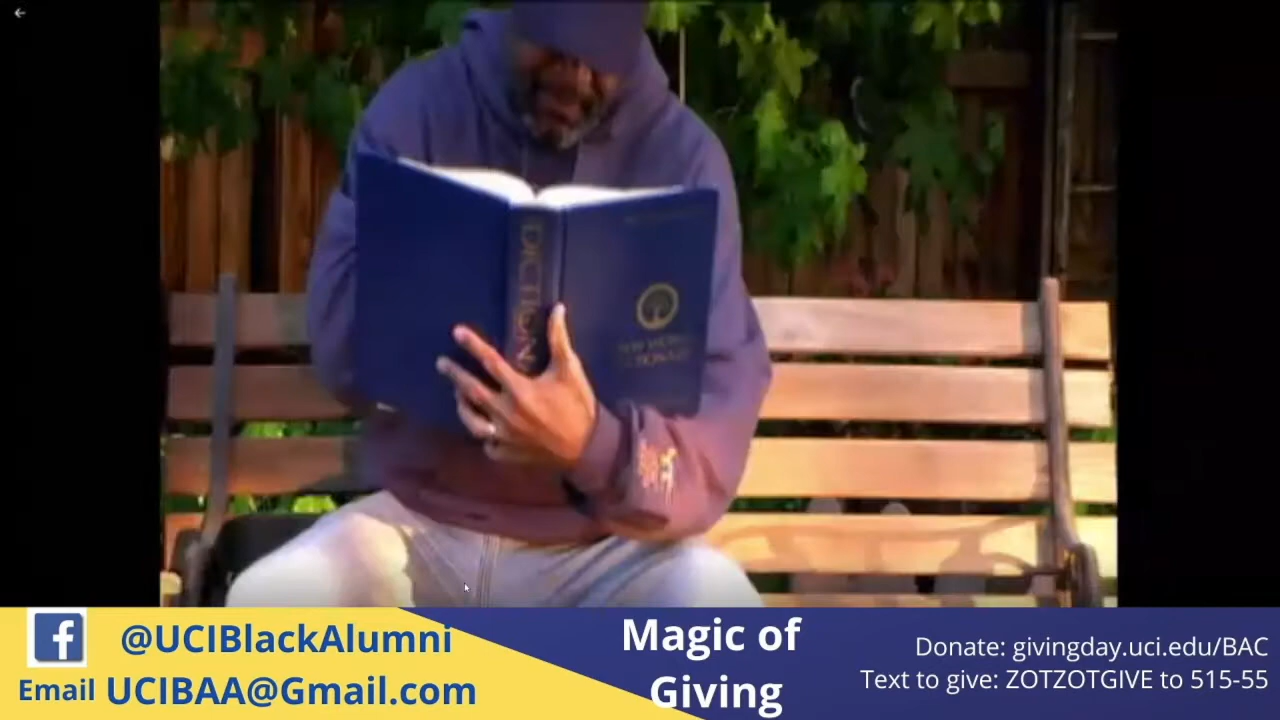 DICTION
@UCIBlackAlumni
Email UCIBAA@Gmail.com
Magic of
Giving
Donate: givingday.uci.edu/BAC
Text to give: ZOTZOTGIVE to 515-55